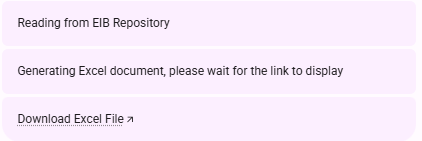 Reading from EIB Repository
Generating Excel document, please wait for the link to display
Download Excel File ↗